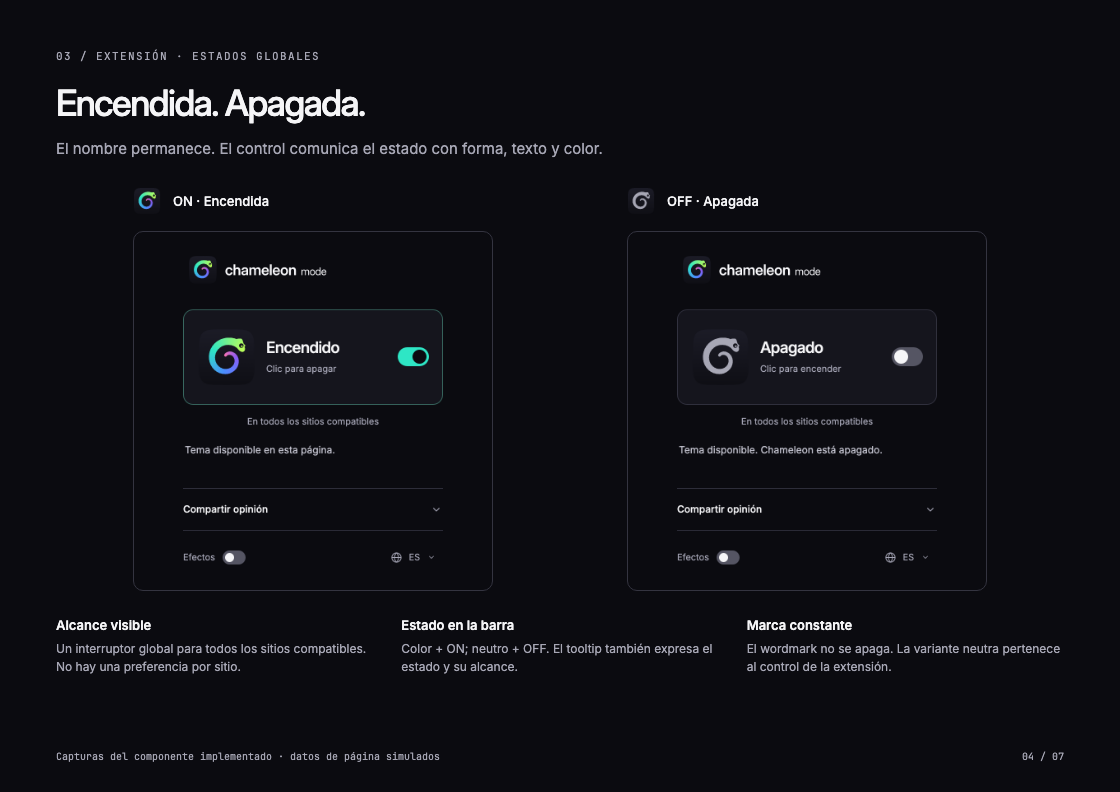 03 / EXTENSIÓN · ESTADOS GLOBALES
Encendida. Apagada.
El nombre permanece. El control comunica el estado con forma, texto y color.
ON · Encendida
chameleon mode
Encendido
Clic para apagar
En todos los sitios compatibles
Tema disponible en esta página.
Compartir opinión
Efectos
ES
OFF · Apagada
chameleon mode
Apagado
Clic para encender
En todos los sitios compatibles
Tema disponible. Chameleon está apagado.
Compartir opinión
Efectos
ES
Alcance visible
Un interruptor global para todos los sitios compatibles.
No hay una preferencia por sitio.
Estado en la barra
Color + ON; neutro + OFF. El tooltip también expresa el
estado y su alcance.
Marca constante
El wordmark no se apaga. La variante neutra pertenece
al control de la extensión.
Capturas del componente implementado · datos de página simulados
04 / 07